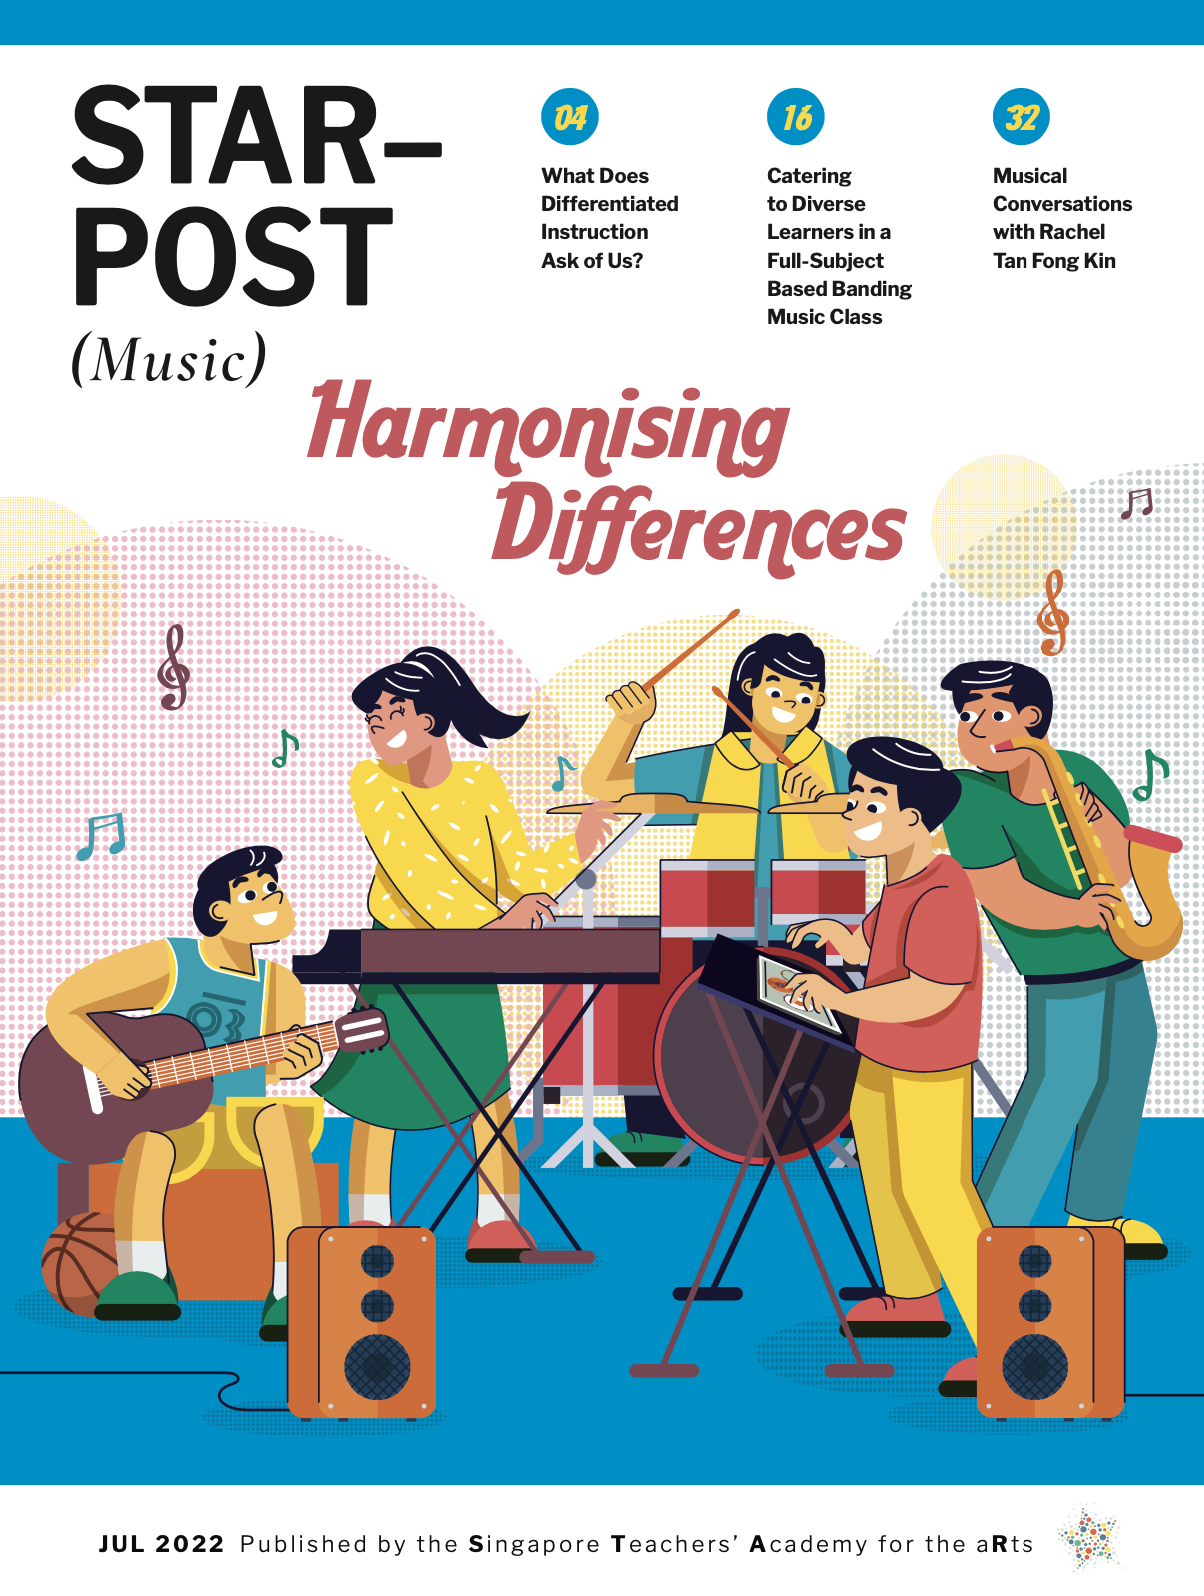 STAR–
POST
(Music)
04
What Does
Differentiated
Instruction
Ask of Us?
16
Catering
to Diverse
Learners in a
Full-Subject
Based Banding
Music Class
32
Musical
Conversations
with Rachel
Tan Fong Kin
Harmonising
Differences
JUL 2022 Published by the Singapore Teachers’ Academy for the aRts